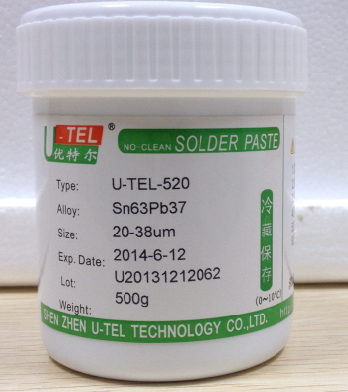 U-TEL®
优特尔
NO-CLEAN SOLDER PASTE
Type: U-TEL-520
Alloy: Sn63Pb37
Size: 20-38um
Exp. Date: 2014-6-12
Lot: U20131212062
Weight: 500g
冷藏保存
(0~10℃)
SHEN ZHEN U-TEL TECHNOLOGY CO.,LTD.